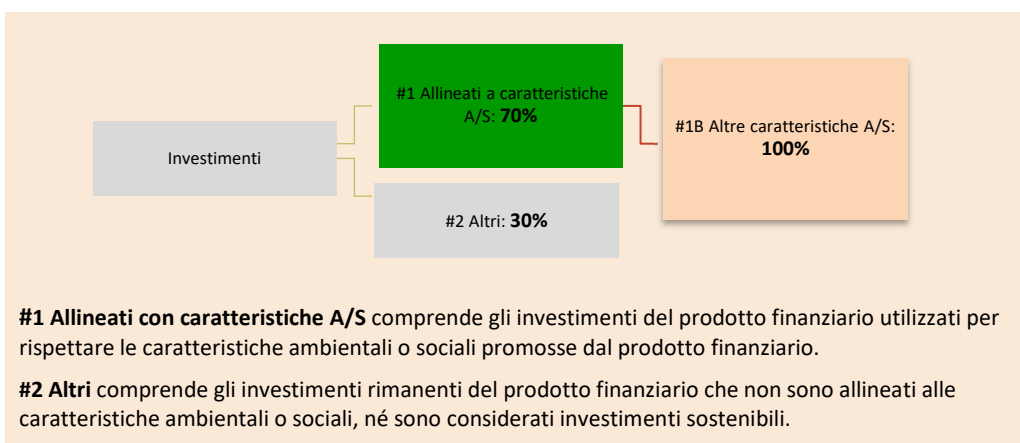 #1 Allineati a caratteristiche
A/S: 70%
#1B Altre caratteristiche A/S:
100%
Investimenti
#2 Altri: 30%
#1 Allineati con caratteristiche A/S comprende gli investimenti del prodotto finanziario utilizzati per
rispettare le caratteristiche ambientali o sociali promosse dal prodotto finanziario.
#2 Altri comprende gli investimenti rimanenti del prodotto finanziario che non sono allineati alle
caratteristiche ambientali o sociali, né sono considerati investimenti sostenibili.